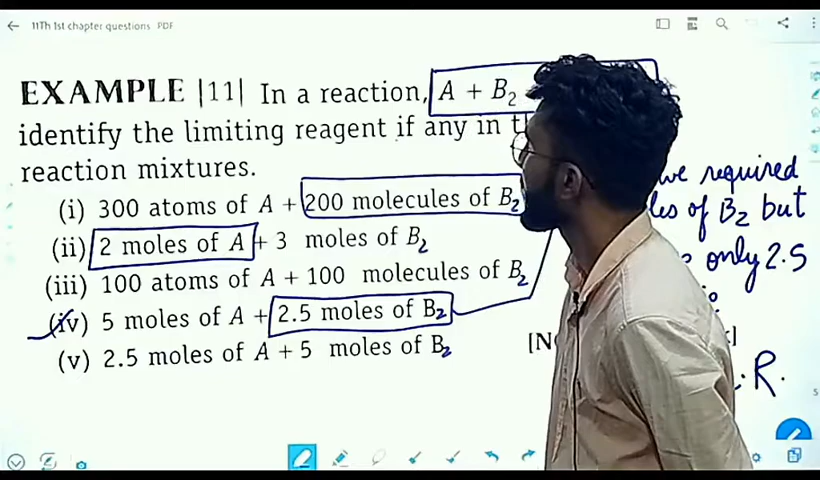 11Th 1st chapter questions PDF
EXAMPLE |11| In a reaction, A + B2
identify the limiting reagent if any in
reaction mixtures.
we required
(i) 300 atoms of A + 200 molecules of B2
of B2 but
(ii) 2 moles of A + 3 moles of B2
only 2.5
(iii) 100 atoms of A + 100 molecules of B2
(iv) 5 moles of A + 2.5 moles of B2
(v) 2.5 moles of A + 5 moles of B2
R.